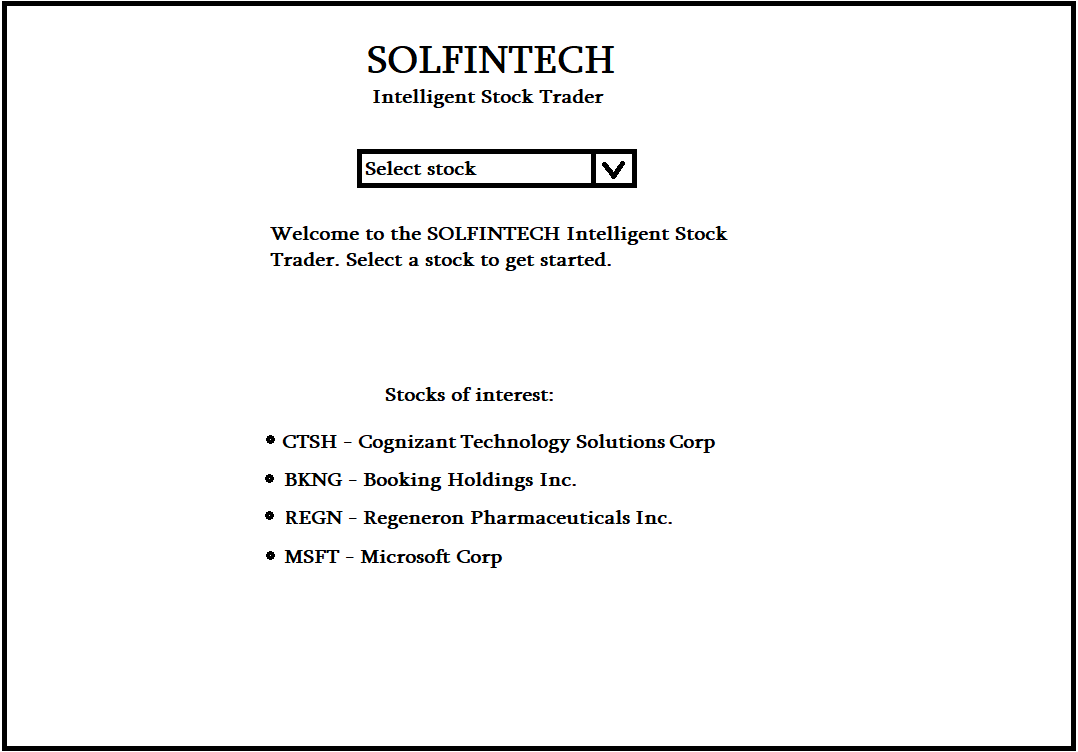 SOLFINTECH
Intelligent Stock Trader
Select stock
Welcome to the SOLFINTECH Intelligent Stock
Trader. Select a stock to get started.
Stocks of interest:
• CTSH - Cognizant Technology Solutions Corp
• BKNG - Booking Holdings Inc.
• REGN - Regeneron Pharmaceuticals Inc.
• MSFT - Microsoft Corp